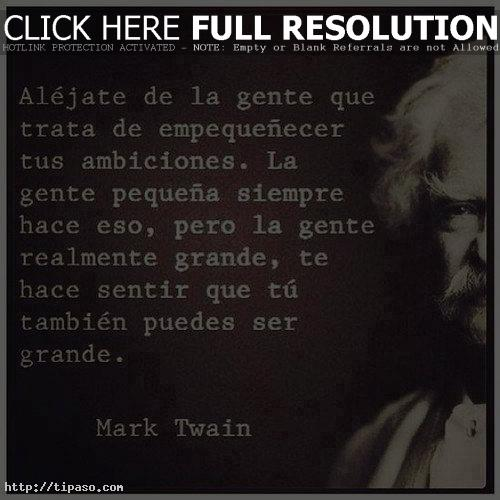 CLICK HERE FULL RESOLUTION
HOTLINK PROTECTION ACTIVATED - NOTE: Empty or Blank Referrals are not Allowed
Aléjate de la gente que
trata de empequeñecer
tus ambiciones. La
gente pequeña siempre
hace eso, pero la gente
realmente grande, te
hace sentir que tú
también puedes ser
grande.
Mark Twain
http://tipaso.com